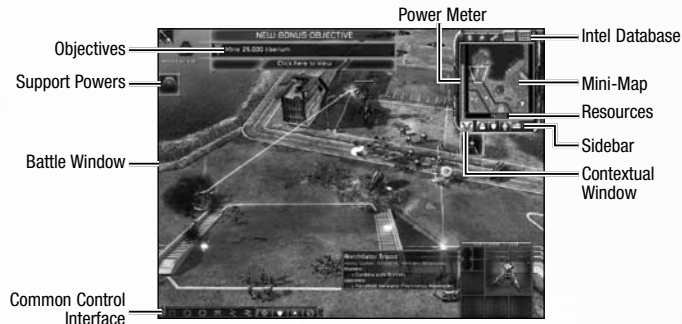 Power Meter
Objectives
Support Powers
Battle Window
Common Control
Interface
Intel Database
Mini-Map
Resources
Sidebar
Contextual
Window
NEW BONUS OBJECTIVE
Mine 25,000 tiberium
Click here to view
Annihilator Tripod